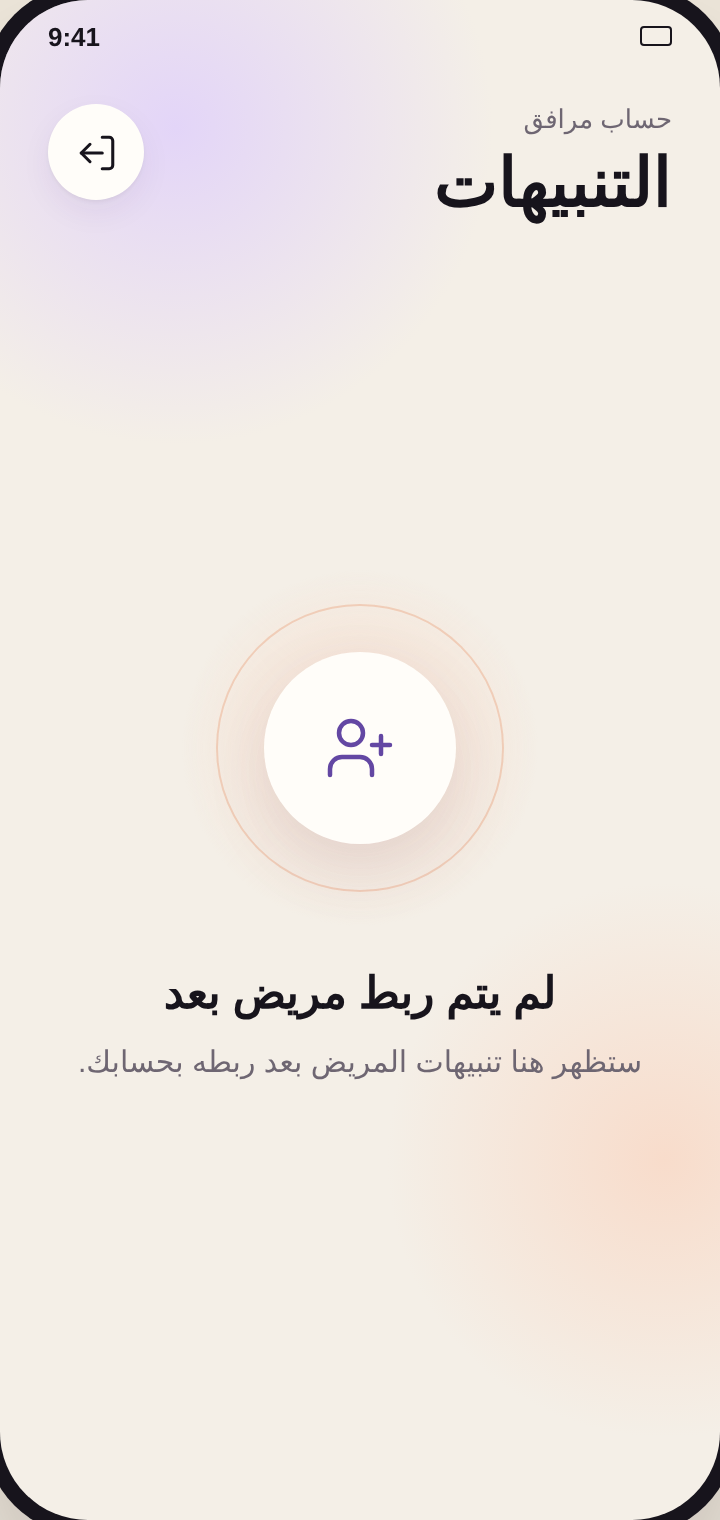 9:41
حساب مرافق
التنبيهات
لم يتم ربط مريض بعد
ستظهر هنا تنبيهات المريض بعد ربطه بحسابك.